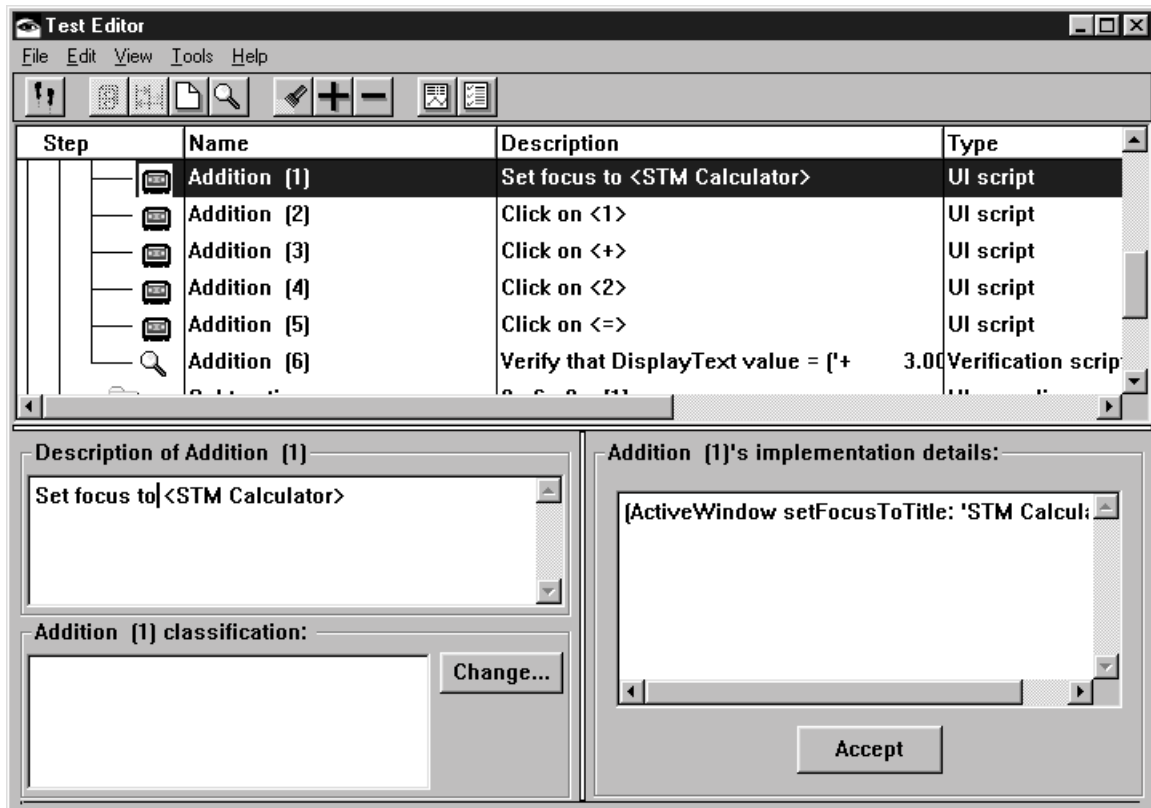 Test Editor
File Edit View Tools Help
Step Name Description Type
Addition (1) Set focus to <STM Calculator> UI script
Addition (2) Click on <1> UI script
Addition (3) Click on <+> UI script
Addition (4) Click on <2> UI script
Addition (5) Click on <=> UI script
Addition (6) Verify that DisplayText value = ('+ 3.00 Verification scrip
Description of Addition (1)
Set focus to <STM Calculator>
Addition (1) classification:
Change...
Addition (1)'s implementation details:
(ActiveWindow setFocusToTitle: 'STM Calcula
Accept